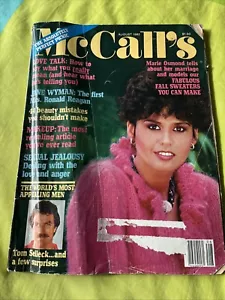 McCall's
AUGUST 1983
LOVE TALK: How to
say what you really
mean (and hear what
he's telling you)
JANE WYMAN: The first
Mrs. Ronald Reagan
beauty mistakes
you shouldn't make
MAKEUP: The most
revealing article
you've ever read
SEXUAL JEALOUSY
Dealing with the
love and anger
THE WORLD'S MOST
APPEALING MEN
Tom Selleck...and
a few surprises
Marie Osmond tells
about her marriage
and models our
FABULOUS
FALL SWEATERS
YOU CAN MAKE